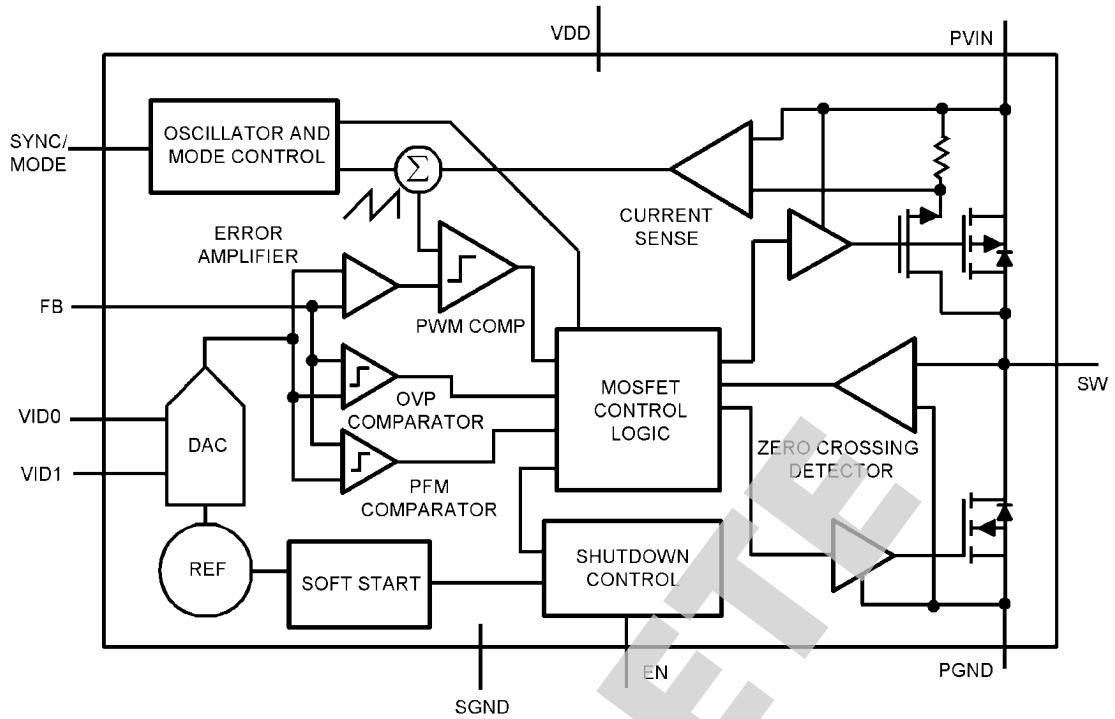 VDD
PVIN
SYNC/
MODE
OSCILLATOR AND
MODE CONTROL
Σ
CURRENT
SENSE
ERROR
AMPLIFIER
FB
PWM COMP
MOSFET
CONTROL
LOGIC
SW
OVP
COMPARATOR
VID0
DAC
VID1
ZERO CROSSING
DETECTOR
PFM
COMPARATOR
REF
SOFT START
SHUTDOWN
CONTROL
EN
PGND
SGND
ETE